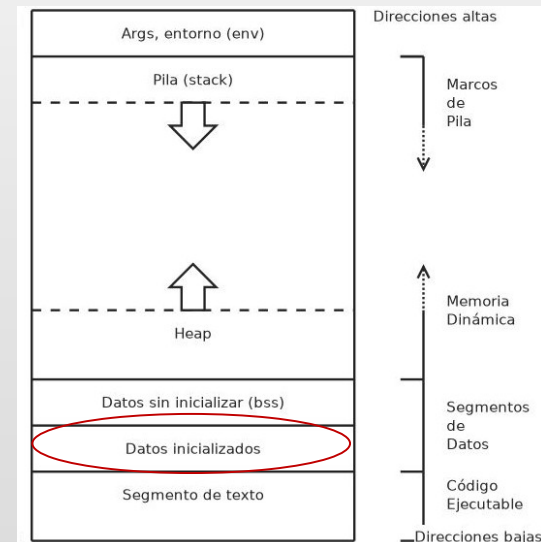 Direcciones altas
Args, entorno (env)
Pila (stack)
Marcos
de
Pila
Memoria
Dinámica
Heap
Datos sin inicializar (bss)
Segmentos
de
Datos
Datos inicializados
Segmento de texto
Código
Ejecutable
Direcciones bajas